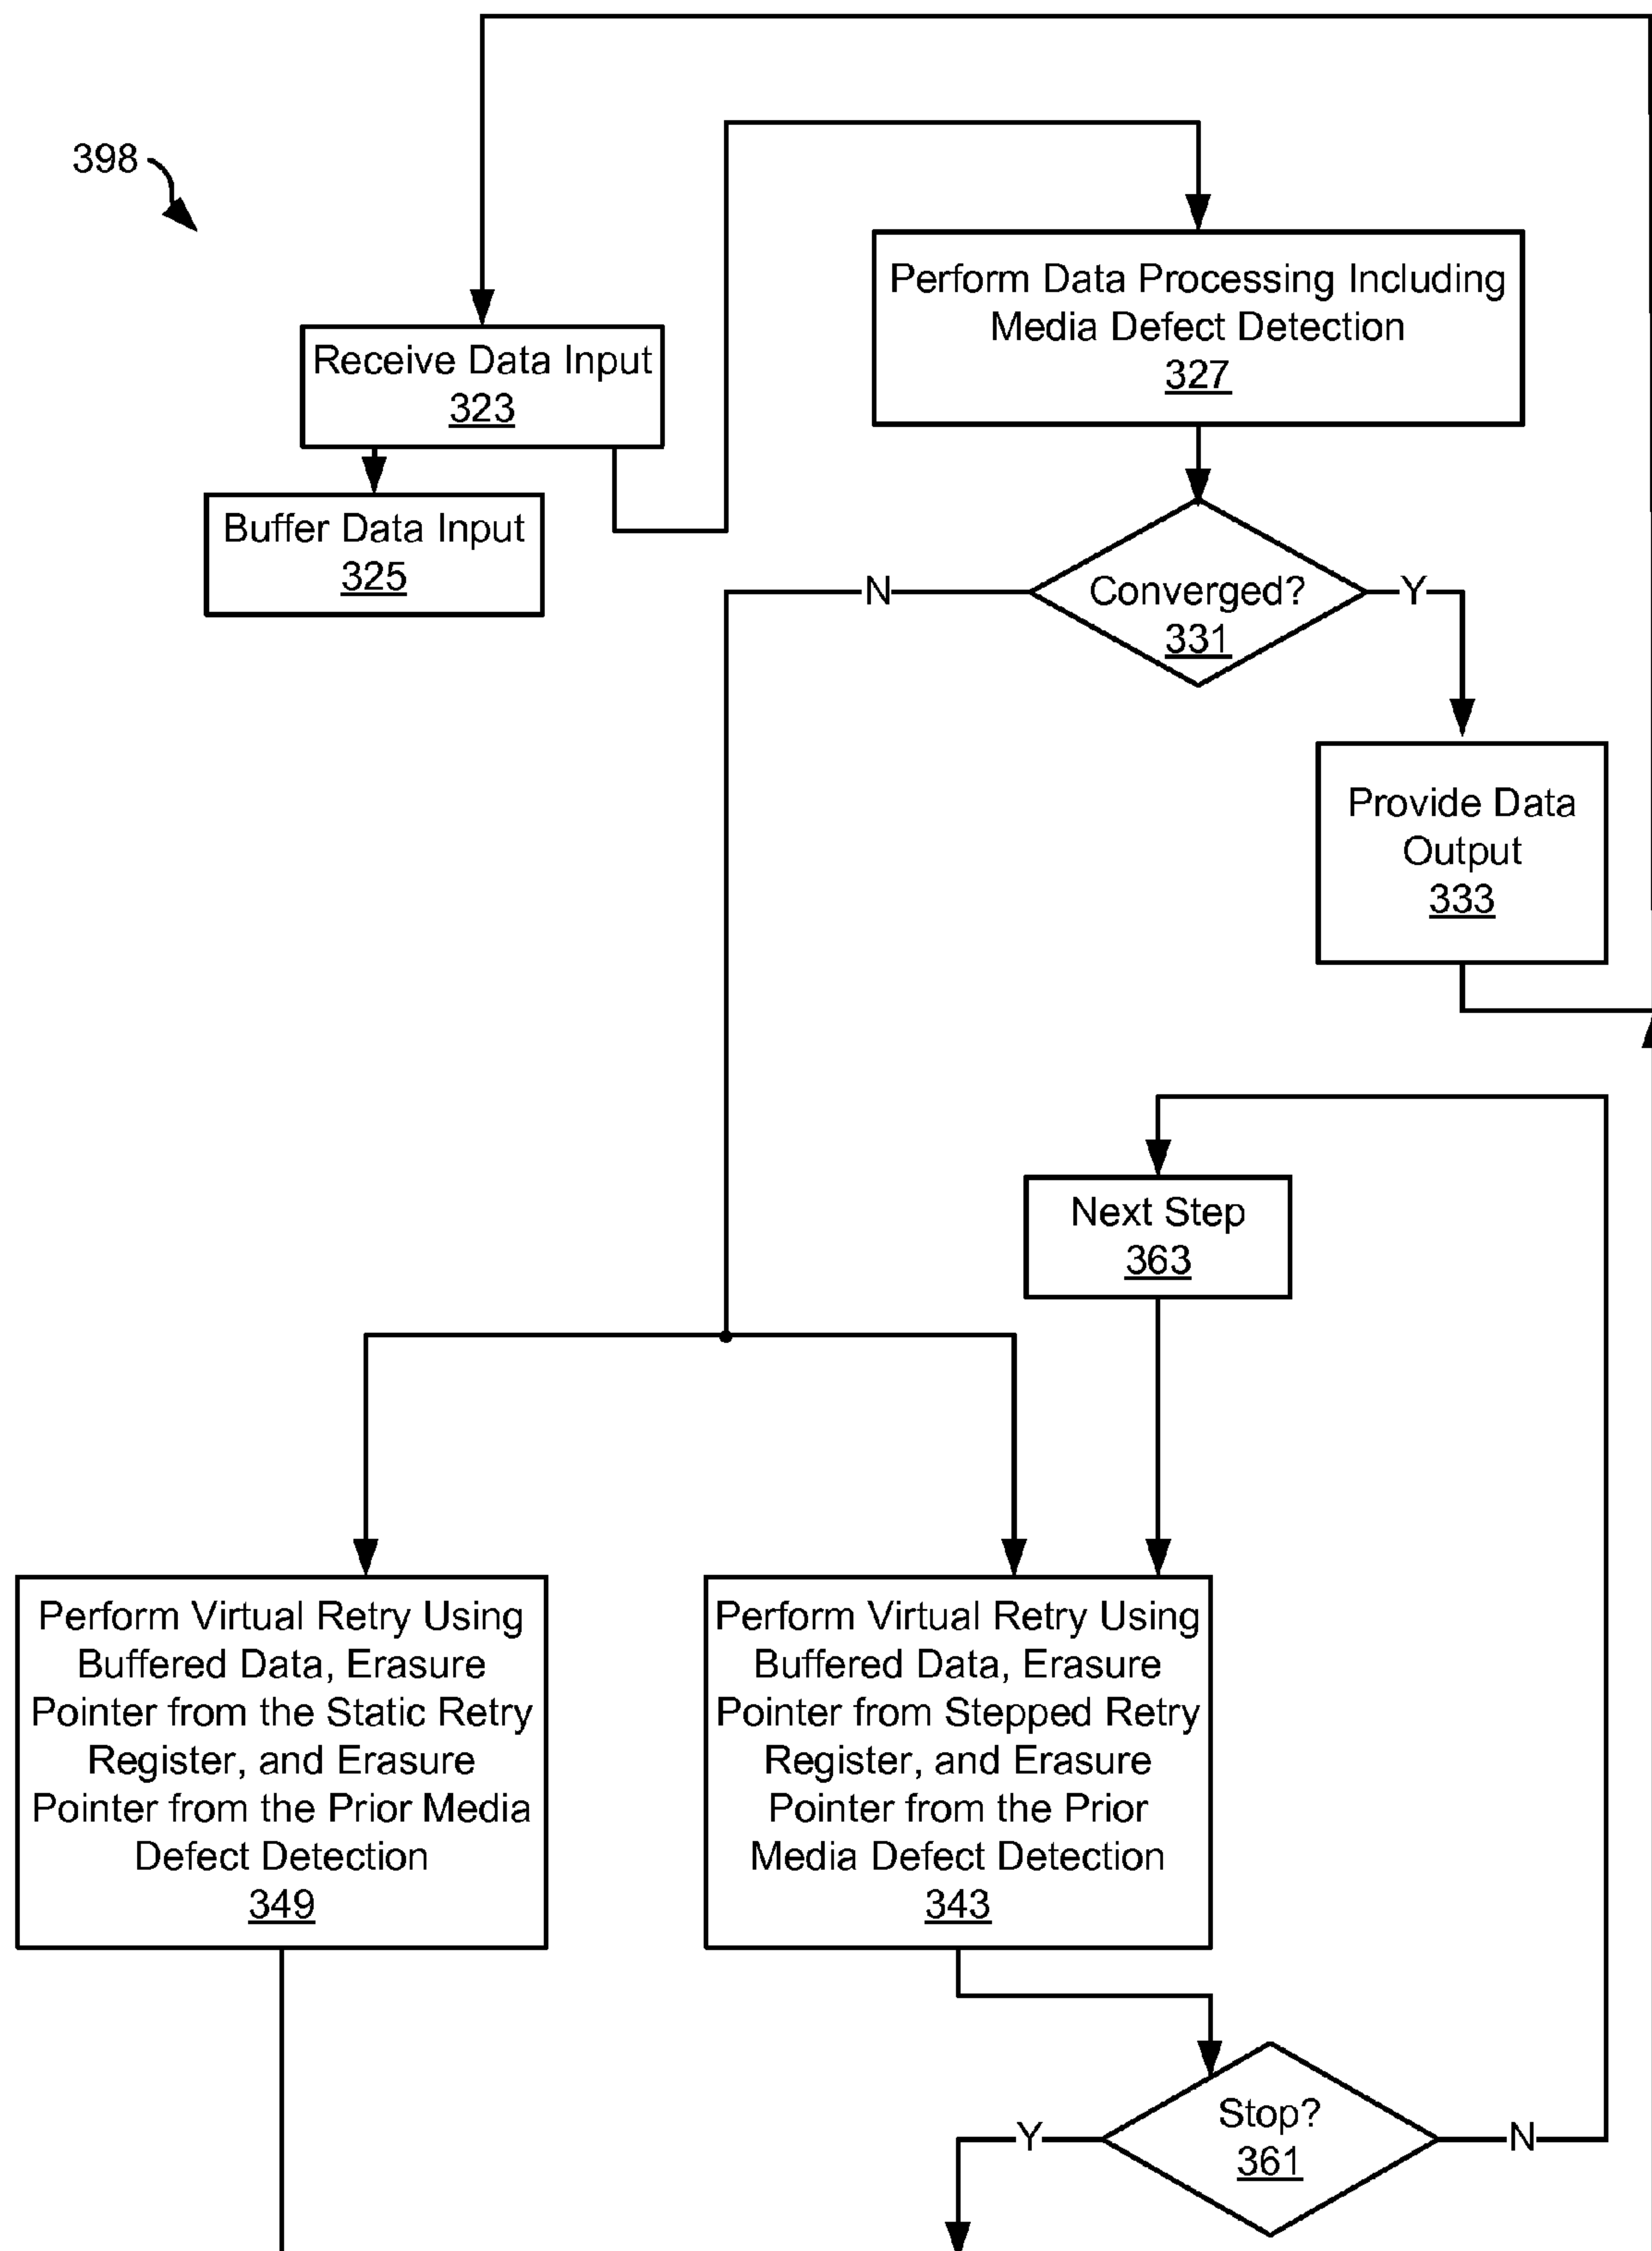 398
Receive Data Input
323
Buffer Data Input
325
Perform Data Processing Including
Media Defect Detection
327
Converged?
331
N
Y
Provide Data
Output
333
Next Step
363
Perform Virtual Retry Using
Buffered Data, Erasure
Pointer from the Static Retry
Register, and Erasure
Pointer from the Prior Media
Defect Detection
349
Perform Virtual Retry Using
Buffered Data, Erasure
Pointer from Stepped Retry
Register, and Erasure
Pointer from the Prior
Media Defect Detection
343
Stop?
361
Y
N